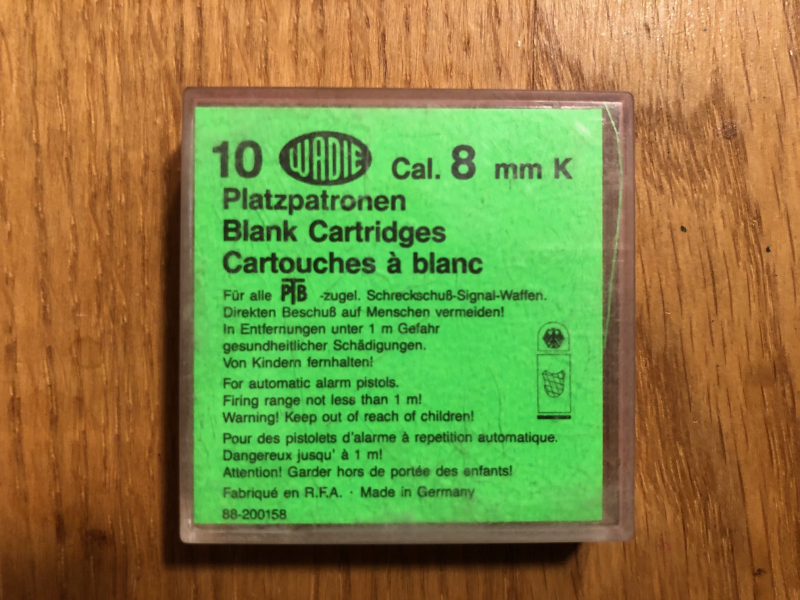 10 WADIE Cal. 8 mm K
Platzpatronen
Blank Cartridges
Cartouches à blanc
Für alle PTB -zugel. Schreckschuß-Signal-Waffen.
Direkten Beschuß auf Menschen vermeiden!
In Entfernungen unter 1 m Gefahr
gesundheitlicher Schädigungen.
Von Kindern fernhalten!
For automatic alarm pistols.
Firing range not less than 1 m!
Warning! Keep out of reach of children!
Pour des pistolets d'alarme à repetition automatique.
Dangereux jusqu' à 1 m!
Attention! Garder hors de portée des enfants!
Fabriqué en R.F.A. · Made in Germany
88-200158